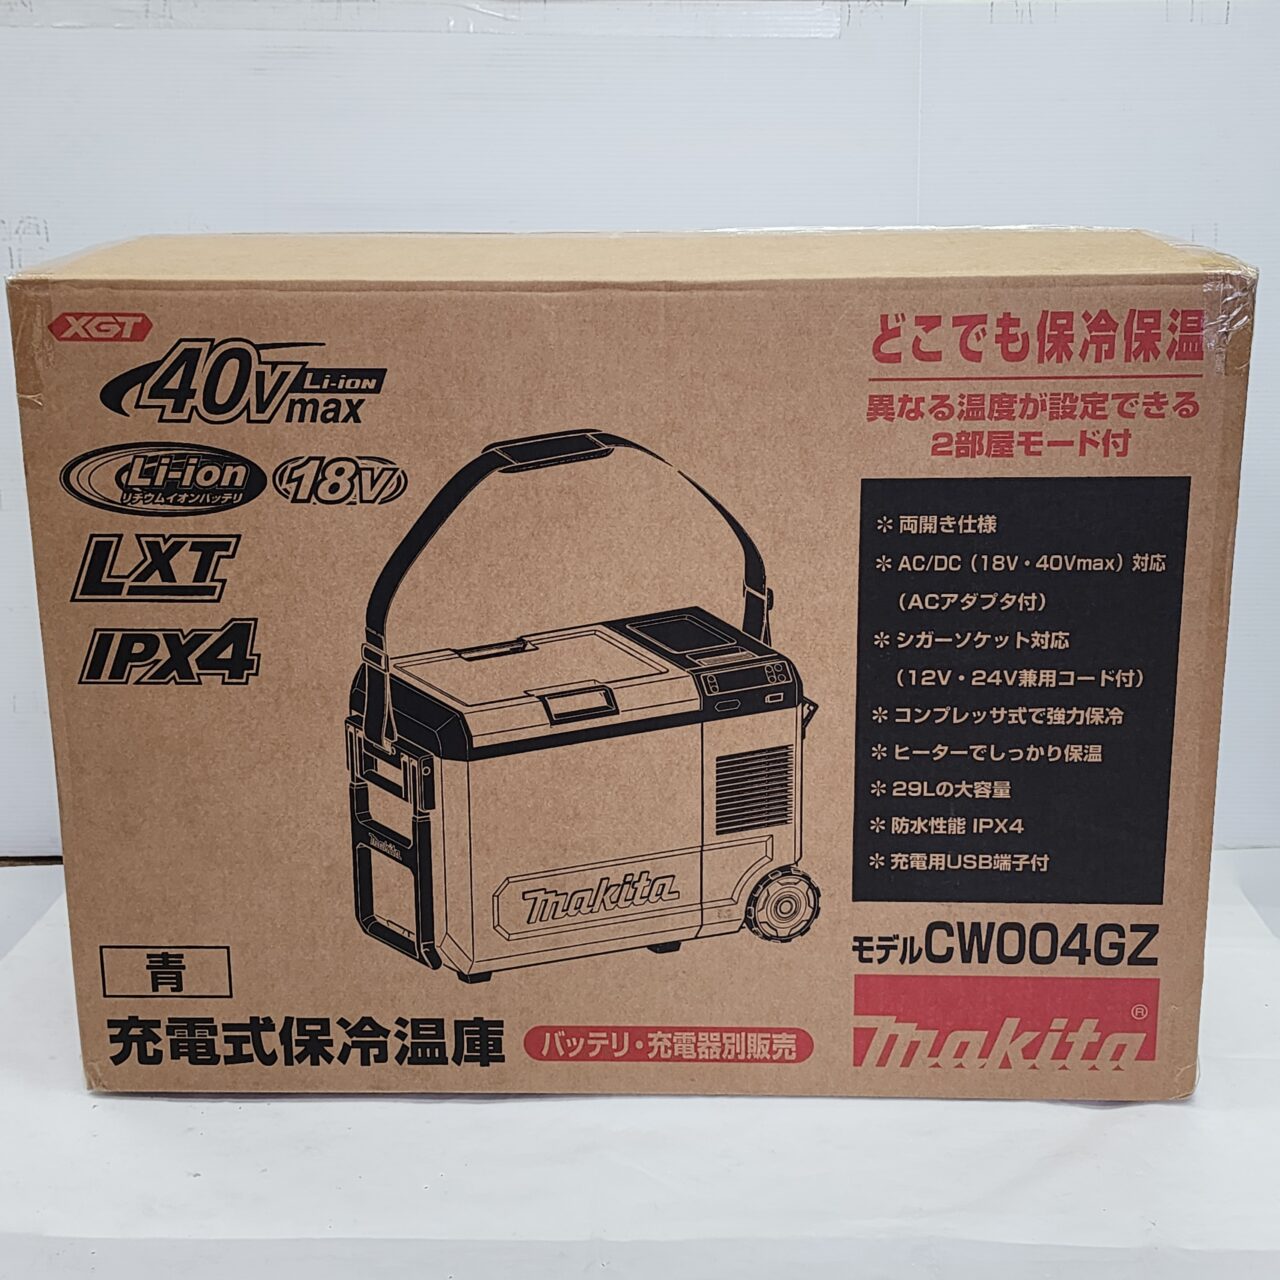 XGT
40Vmax Li-ion
Li-ion 18V
リチウムイオンバッテリ
LXT
IPX4
makita
makita
青
充電式保冷温庫
バッテリ・充電器別販売
どこでも保冷保温
異なる温度が設定できる
2部屋モード付
＊両開き仕様
＊AC/DC（18V・40Vmax）対応
（ACアダプタ付）
＊シガーソケット対応
（12V・24V兼用コード付）
＊コンプレッサ式で強力保冷
＊ヒーターでしっかり保温
＊29Lの大容量
＊防水性能 IPX4
＊充電用USB端子付
モデルCW004GZ
makita®